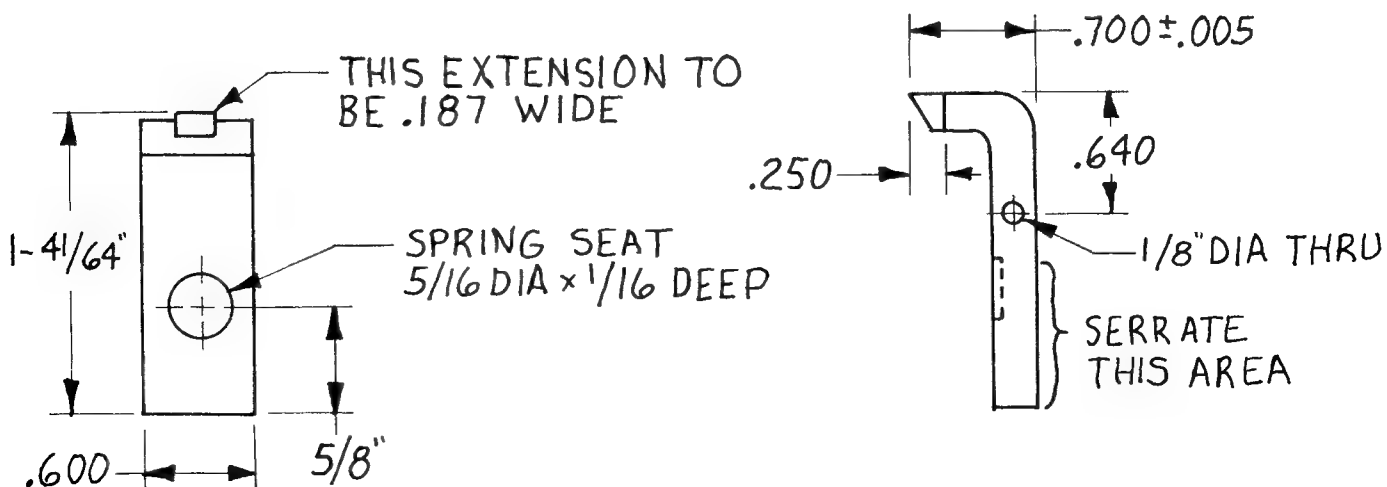 THIS EXTENSION TO
BE .187 WIDE
1-41/64"
SPRING SEAT
5/16 DIA x 1/16 DEEP
.600
5/8"
.700±.005
.250
.640
1/8" DIA THRU
SERRATE
THIS AREA